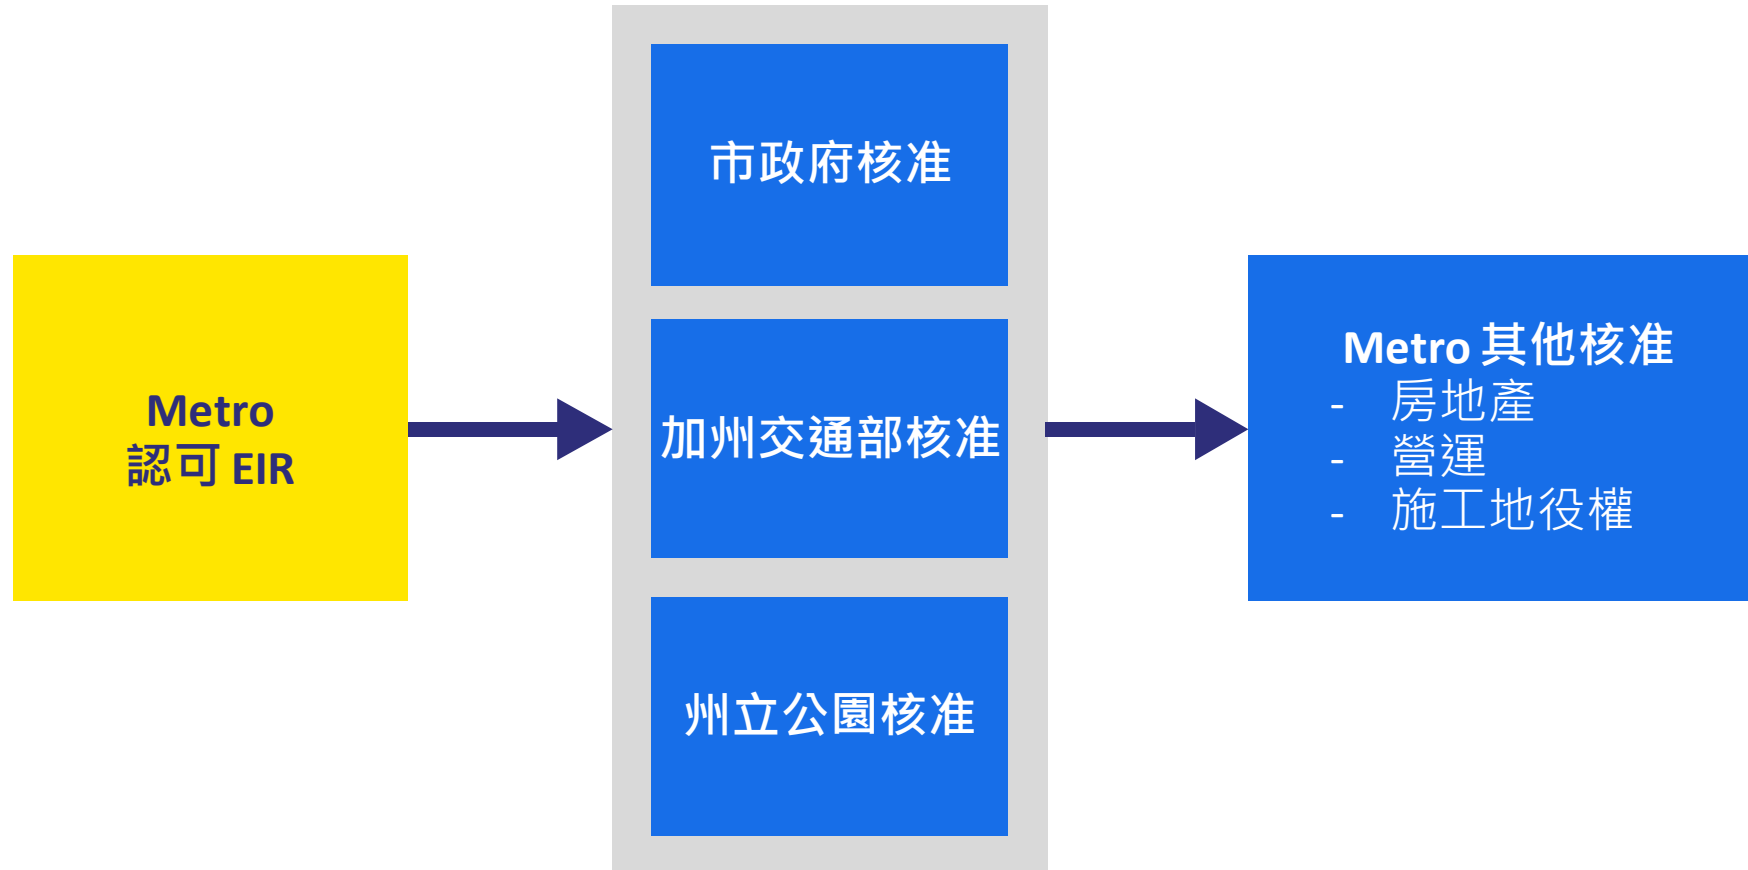 Metro
認可 EIR
市政府核准
加州交通部核准
州立公園核准
Metro 其他核准
- 房地產
- 營運
- 施工地役權